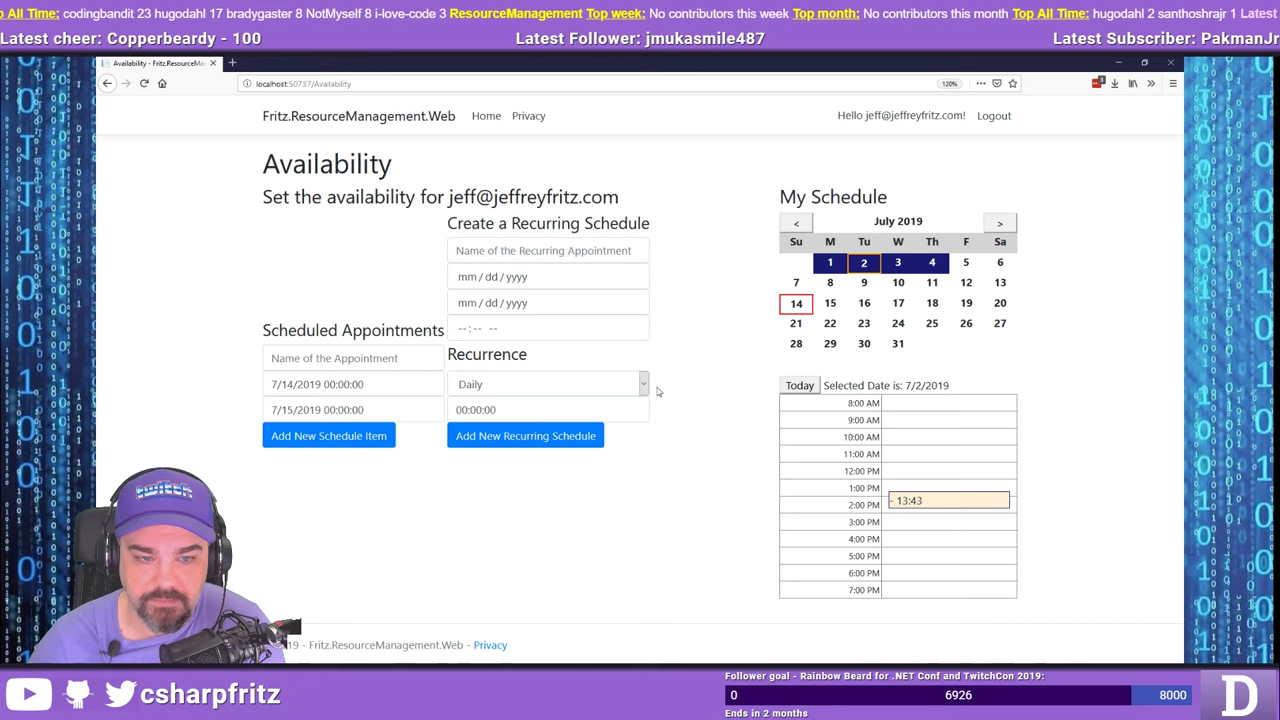 p All Time: codingbandit 23 hugodahl 17 bradygaster 8 NotMyself 8 i-love-code 3 ResourceManagement Top week: No contributors this week Top month: No contributors this month Top All Time: hugodahl 2 santhoshrajr 1 Latest
Latest cheer: Copperbeardy - 100
Latest Follower: jmukasmile487
Latest Subscriber: PakmanJr
Availability - Fritz.ResourceMa
localhost:50737/Availability
120%
Fritz.ResourceManagement.Web
Home
Privacy
Hello jeff@jeffreyfritz.com!
Logout
Availability
Set the availability for jeff@jeffreyfritz.com
Create a Recurring Schedule
Name of the Recurring Appointment
mm / dd / yyyy
mm / dd / yyyy
-- : -- --
Scheduled Appointments
Recurrence
Name of the Appointment
7/14/2019 00:00:00
Daily
7/15/2019 00:00:00
00:00:00
Add New Schedule Item
Add New Recurring Schedule
My Schedule
< July 2019 >
Su M Tu W Th F Sa
1 2 3 4 5 6
7 8 9 10 11 12 13
14 15 16 17 18 19 20
21 22 23 24 25 26 27
28 29 30 31
Today Selected Date is: 7/2/2019
8:00 AM
9:00 AM
10:00 AM
11:00 AM
12:00 PM
1:00 PM
- 13:43
2:00 PM
3:00 PM
4:00 PM
5:00 PM
6:00 PM
7:00 PM
twitch
19 - Fritz.ResourceManagement.Web - Privacy
csharpfritz
Follower goal - Rainbow Beard for .NET Conf and TwitchCon 2019:
0 6926 8000
Ends in 2 months
D